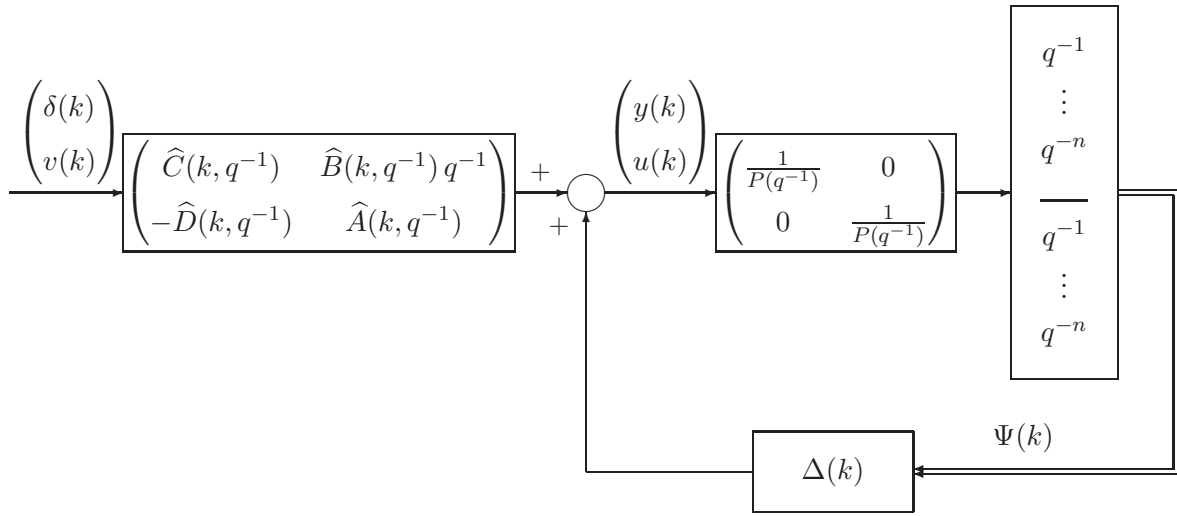 (δ(k) v(k))
(Ĉ(k, q⁻¹) B̂(k, q⁻¹) q⁻¹
−D̂(k, q⁻¹) Â(k, q⁻¹))
+
+
(y(k) u(k))
(1/P(q⁻¹) 0
0 1/P(q⁻¹))
q⁻¹
⋮
q⁻ⁿ
q⁻¹
⋮
q⁻ⁿ
Ψ(k)
Δ(k)